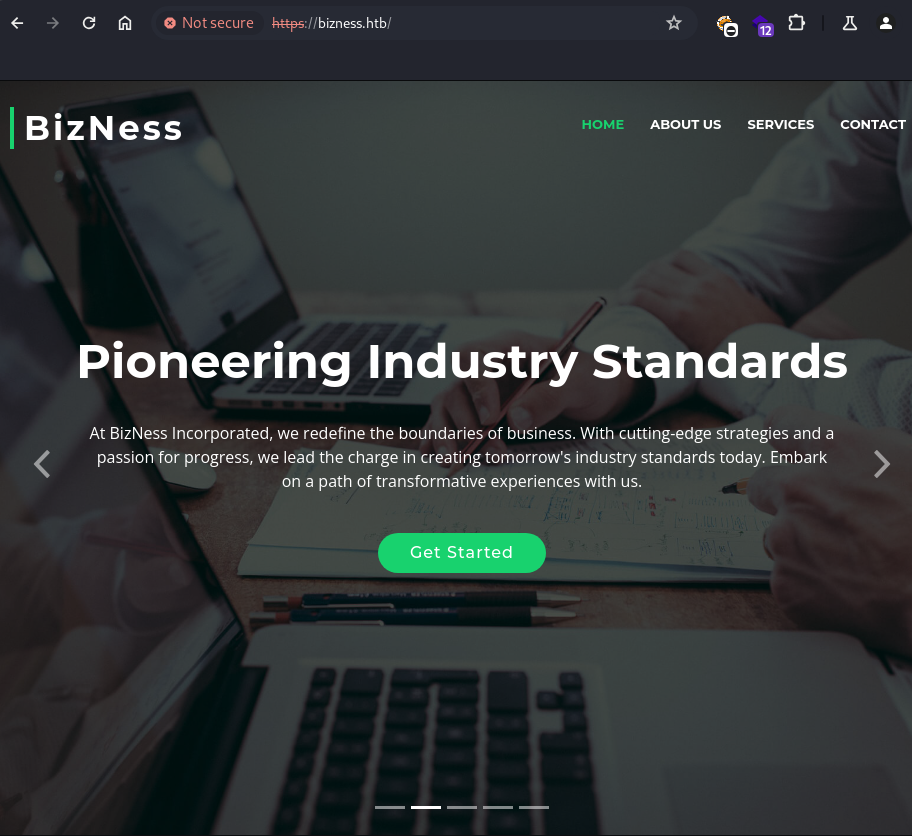 Not secure https://bizness.htb/
12
BizNess
HOME ABOUT US SERVICES CONTACT
Pioneering Industry Standards
At BizNess Incorporated, we redefine the boundaries of business. With cutting-edge strategies and a
passion for progress, we lead the charge in creating tomorrow's industry standards today. Embark
on a path of transformative experiences with us.
Get Started